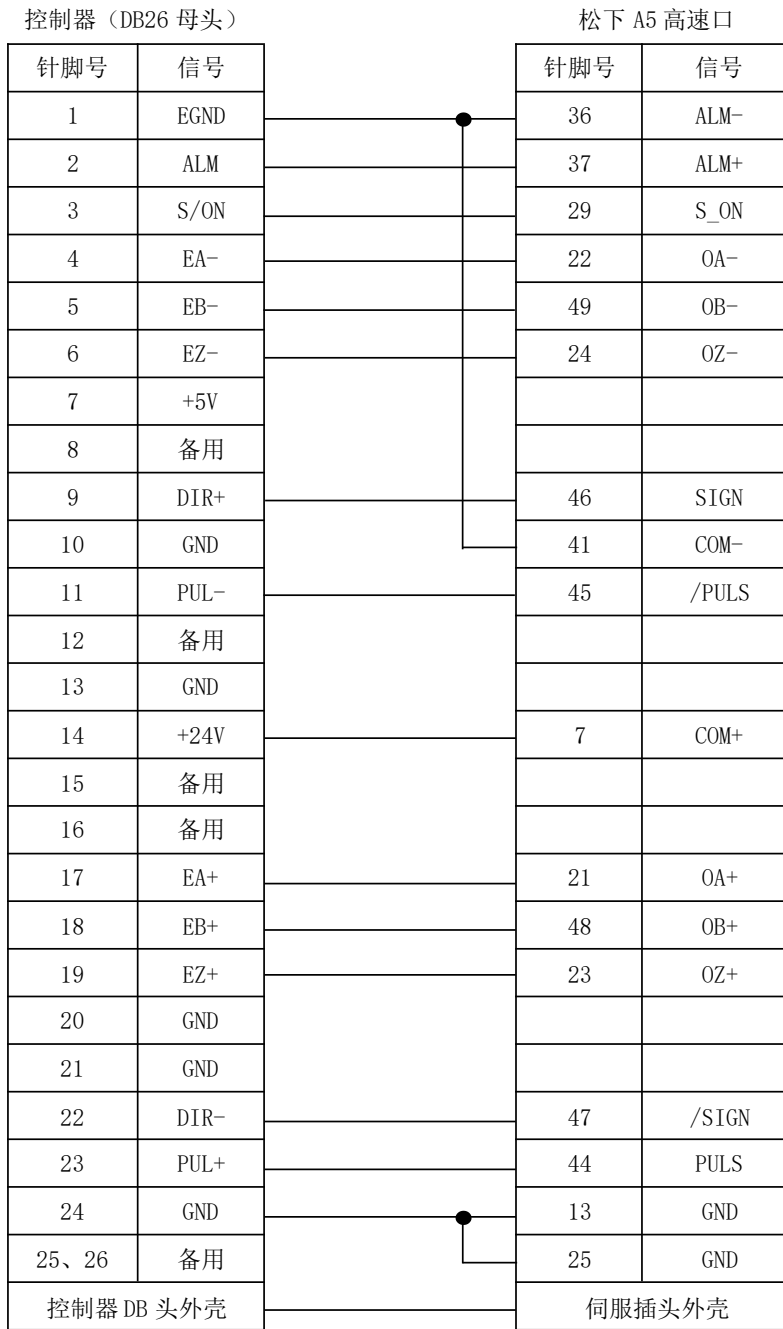 控制器（DB26 母头） 松下 A5 高速口
针脚号 信号 针脚号 信号
1 EGND 36 ALM-
2 ALM 37 ALM+
3 S/ON 29 S_ON
4 EA- 22 OA-
5 EB- 49 OB-
6 EZ- 24 OZ-
7 +5V
8 备用
9 DIR+ 46 SIGN
10 GND 41 COM-
11 PUL- 45 /PULS
12 备用
13 GND
14 +24V 7 COM+
15 备用
16 备用
17 EA+ 21 OA+
18 EB+ 48 OB+
19 EZ+ 23 OZ+
20 GND
21 GND
22 DIR- 47 /SIGN
23 PUL+ 44 PULS
24 GND 13 GND
25、26 备用 25 GND
控制器 DB 头外壳 伺服插头外壳